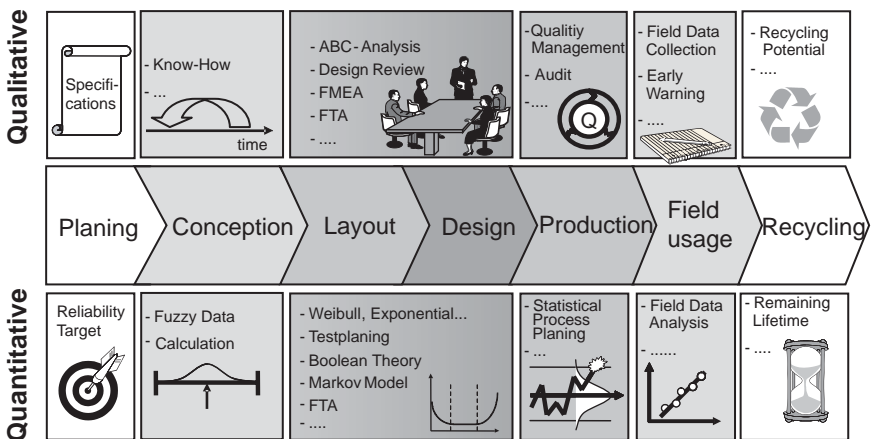 Qualitative
Specifi-
cations
- Know-How
- ...
time
- ABC-Analysis
- Design Review
- FMEA
- FTA
- ....
-Qualitiy
Management
- Audit
-....
Q
- Field Data
Collection
- Early
Warning
- ....
- Recycling
Potential
- ....
Planing
Conception
Layout
Design
Production
Field
usage
Recycling
Quantitative
Reliability
Target
- Fuzzy Data
- Calculation
- Weibull, Exponential...
- Testplaning
- Boolean Theory
- Markov Model
- FTA
- ....
- Statistical
Process
Planing
- ...
- Field Data
Analysis
- ......
- Remaining
Lifetime
- ....